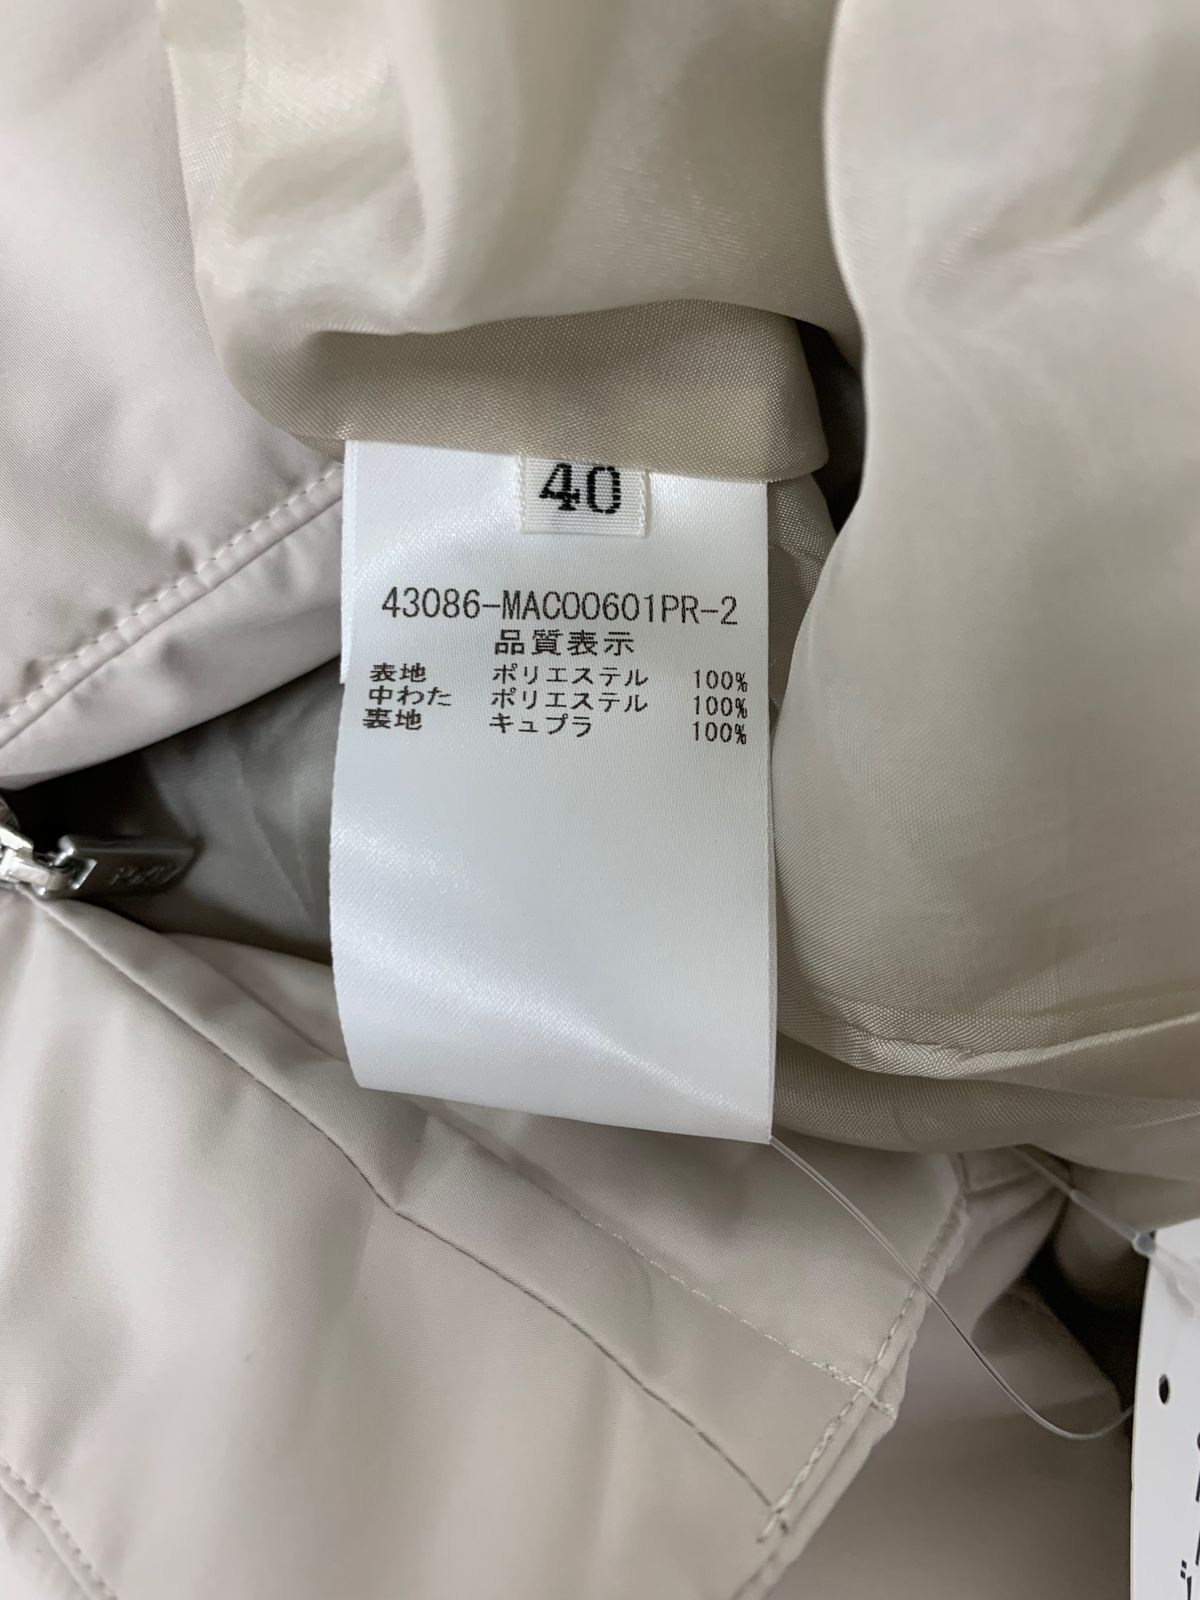 40
43086-MAC00601PR-2
品質表示
表地 ポリエステル 100%
中わた ポリエステル 100%
裏地 キュプラ 100%